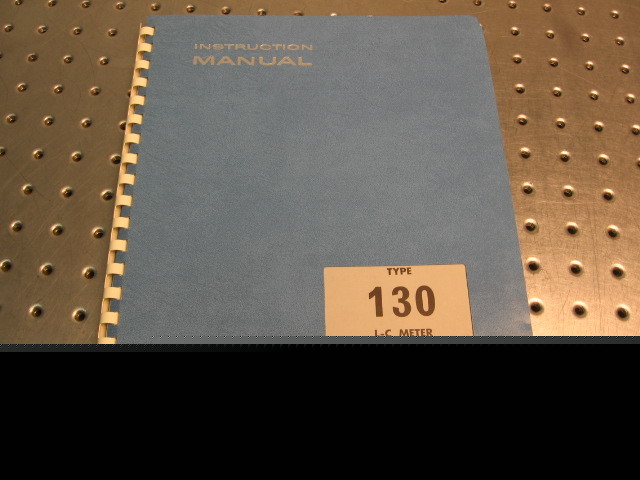 INSTRUCTION
MANUAL
TYPE
130
L-C METER